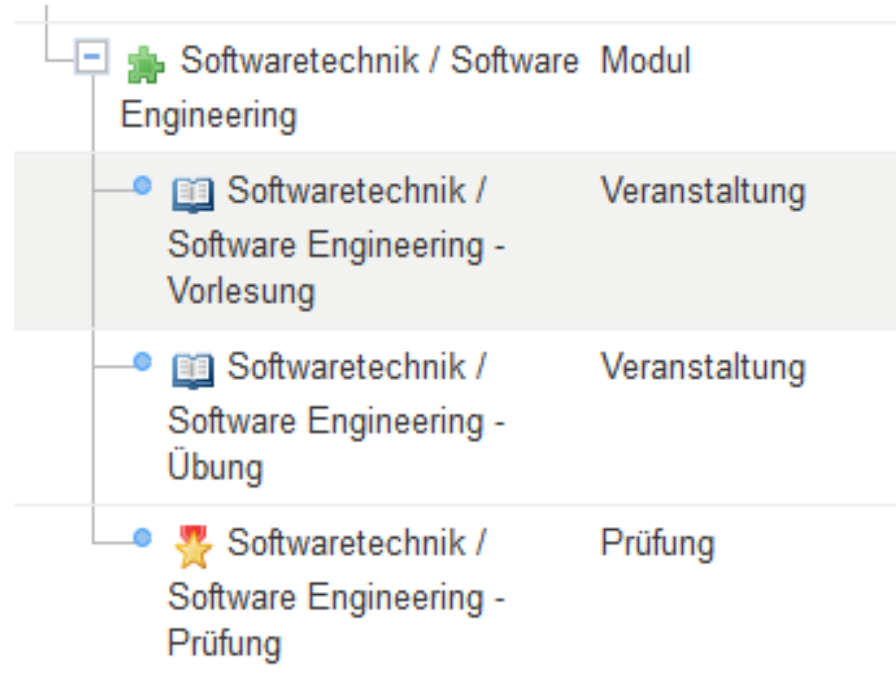 Softwaretechnik / Software Modul
Engineering
Softwaretechnik / Veranstaltung
Software Engineering -
Vorlesung
Softwaretechnik / Veranstaltung
Software Engineering -
Übung
Softwaretechnik / Prüfung
Software Engineering -
Prüfung